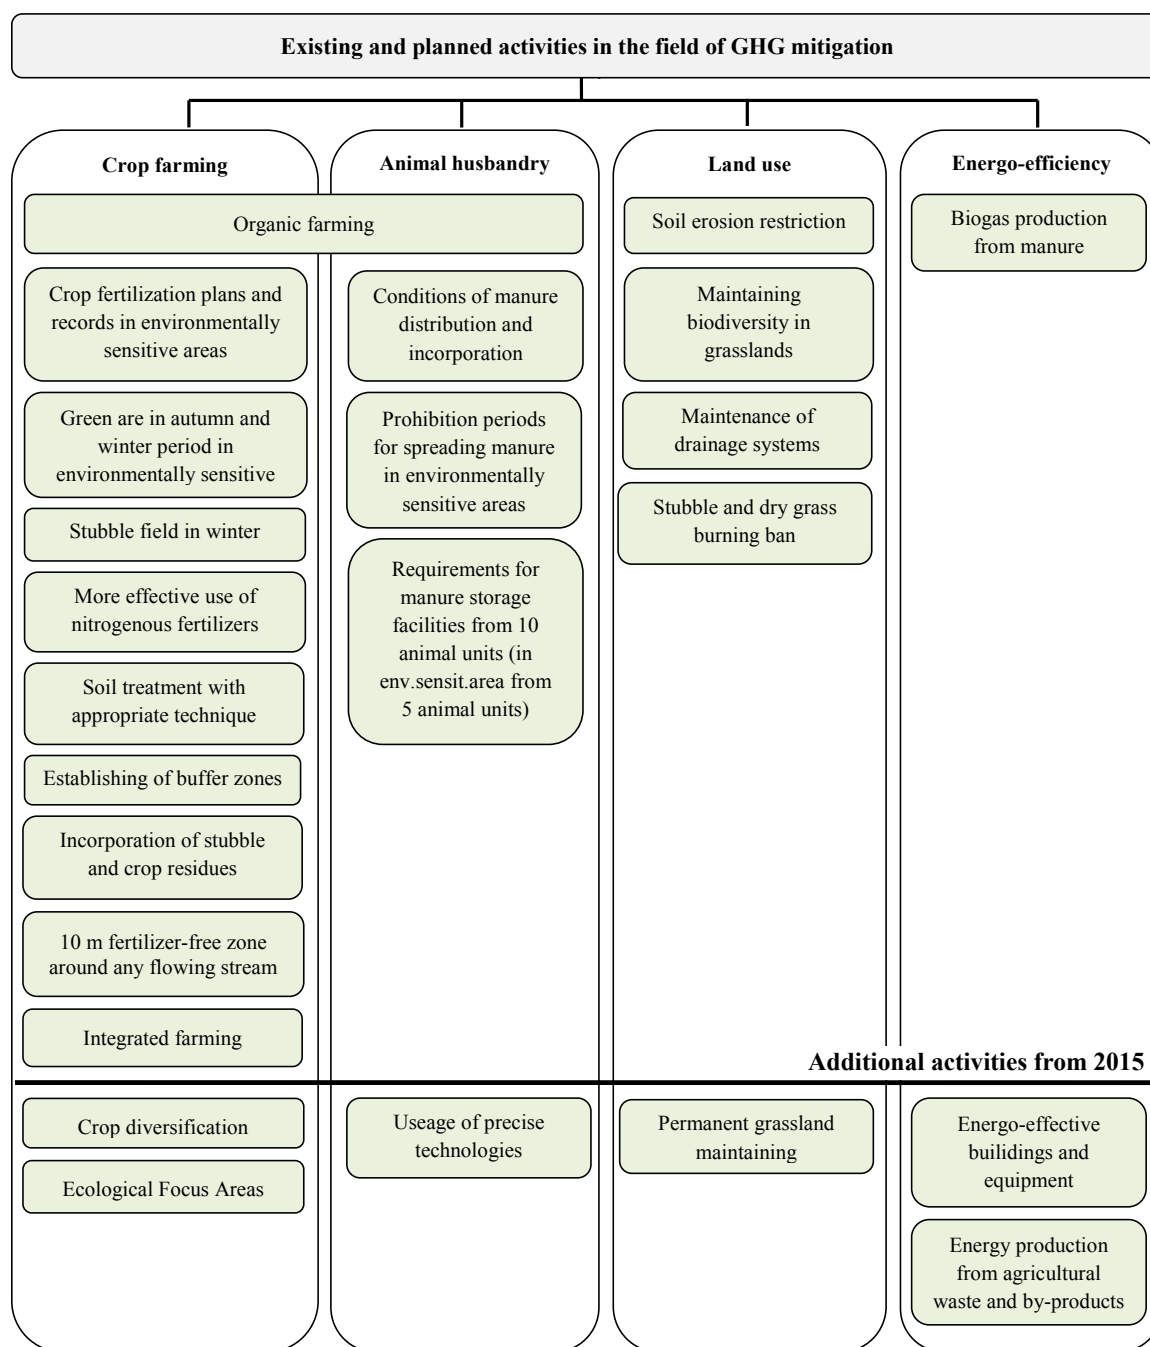 Existing and planned activities in the field of GHG mitigation
Crop farming
Animal husbandry
Land use
Energo-efficiency
Organic farming
Crop fertilization plans and
records in environmentally
sensitive areas
Green are in autumn and
winter period in
environmentally sensitive
Stubble field in winter
More effective use of
nitrogenous fertilizers
Soil treatment with
appropriate technique
Establishing of buffer zones
Incorporation of stubble
and crop residues
10 m fertilizer-free zone
around any flowing stream
Integrated farming
Conditions of manure
distribution and
incorporation
Prohibition periods
for spreading manure
in environmentally
sensitive areas
Requirements for
manure storage
facilities from 10
animal units (in
env.sensit.area from
5 animal units)
Soil erosion restriction
Maintaining
biodiversity in
grasslands
Maintenance of
drainage systems
Stubble and dry grass
burning ban
Biogas production
from manure
Additional activities from 2015
Crop diversification
Ecological Focus Areas
Useage of precise
technologies
Permanent grassland
maintaining
Energo-effective
builidings and
equipment
Energy production
from agricultural
waste and by-products